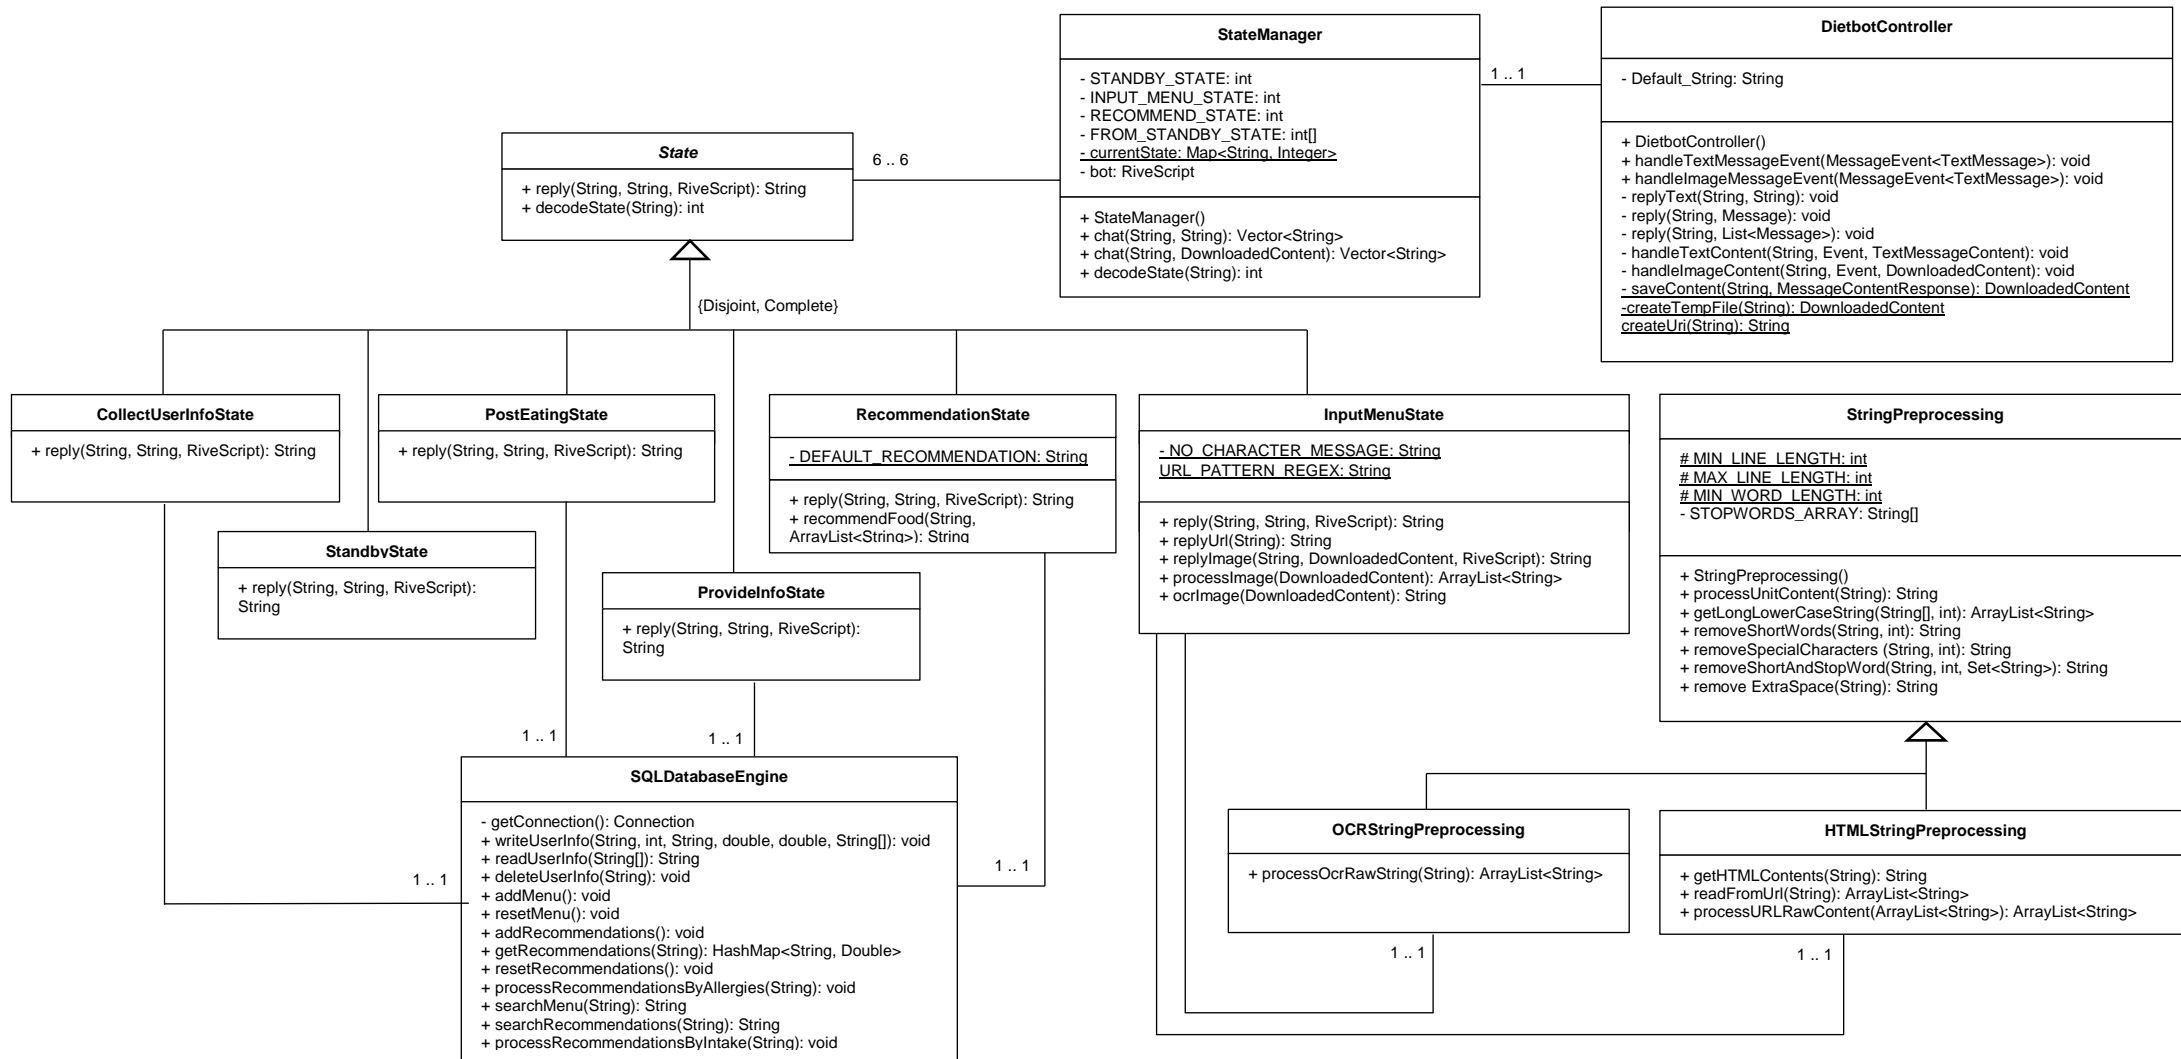 StateManager
- STANDBY_STATE: int
- INPUT_MENU_STATE: int
- RECOMMEND_STATE: int
- FROM_STANDBY_STATE: int[]
- currentState: Map<String, Integer>
- bot: RiveScript
+ StateManager()
+ chat(String, String): Vector<String>
+ chat(String, DownloadedContent): Vector<String>
+ decodeState(String): int
1 .. 1
DietbotController
- Default_String: String
+ DietbotController()
+ handleTextMessageEvent(MessageEvent<TextMessage>): void
+ handleImageMessageEvent(MessageEvent<TextMessage>): void
- replyText(String, String): void
- reply(String, Message): void
- reply(String, List<Message>): void
- handleTextContent(String, Event, TextMessageContent): void
- handleImageContent(String, Event, DownloadedContent): void
- saveContent(String, MessageContentResponse): DownloadedContent
-createTempFile(String): DownloadedContent
createUri(String): String
State
+ reply(String, String, RiveScript): String
+ decodeState(String): int
6 .. 6
{Disjoint, Complete}
CollectUserInfoState
+ reply(String, String, RiveScript): String
PostEatingState
+ reply(String, String, RiveScript): String
RecommendationState
- DEFAULT_RECOMMENDATION: String
+ reply(String, String, RiveScript): String
+ recommendFood(String,
ArrayList<String>): String
InputMenuState
- NO_CHARACTER_MESSAGE: String
URL_PATTERN_REGEX: String
+ reply(String, String, RiveScript): String
+ replyUrl(String): String
+ replyImage(String, DownloadedContent, RiveScript): String
+ processImage(DownloadedContent): ArrayList<String>
+ ocrImage(DownloadedContent): String
StringPreprocessing
# MIN_LINE_LENGTH: int
# MAX_LINE_LENGTH: int
# MIN_WORD_LENGTH: int
- STOPWORDS_ARRAY: String[]
+ StringPreprocessing()
+ processUnitContent(String): String
+ getLongLowerCaseString(String[], int): ArrayList<String>
+ removeShortWords(String, int): String
+ removeSpecialCharacters (String, int): String
+ removeShortAndStopWord(String, int, Set<String>): String
+ remove ExtraSpace(String): String
StandbyState
+ reply(String, String, RiveScript):
String
ProvideInfoState
+ reply(String, String, RiveScript):
String
1 .. 1
1 .. 1
SQLDatabaseEngine
- getConnection(): Connection
+ writeUserInfo(String, int, String, double, double, String[]): void
+ readUserInfo(String[]): String
+ deleteUserInfo(String): void
+ addMenu(): void
+ resetMenu(): void
+ addRecommendations(): void
+ getRecommendations(String): HashMap<String, Double>
+ resetRecommendations(): void
+ processRecommendationsByAllergies(String): void
+ searchMenu(String): String
+ searchRecommendations(String): String
+ processRecommendationsByIntake(String): void
1 .. 1
1 .. 1
OCRStringPreprocessing
+ processOcrRawString(String): ArrayList<String>
1 .. 1
HTMLStringPreprocessing
+ getHTMLContents(String): String
+ readFromUrl(String): ArrayList<String>
+ processURLRawContent(ArrayList<String>): ArrayList<String>
1 .. 1